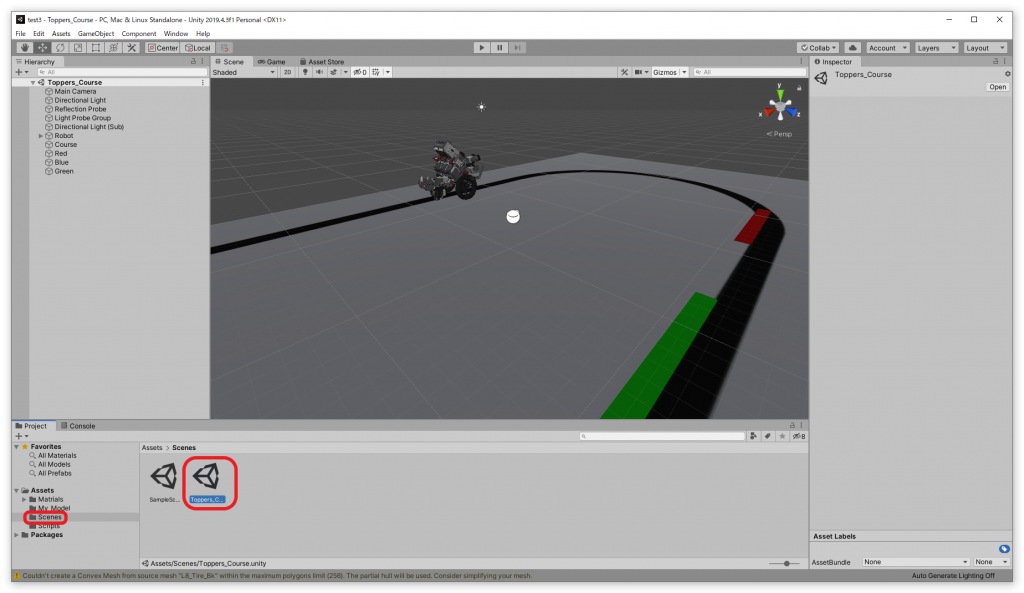 test3 - Toppers_Course - PC, Mac & Linux Standalone - Unity 2019.4.3f1 Personal <DX11>
File Edit Assets GameObject Component Window Help
Center Local Collab Account Layers Layout
Hierarchy
All
Toppers_Course
Main Camera
Directional Light
Reflection Probe
Light Probe Group
Directional Light (Sub)
Robot
Course
Red
Blue
Green
Scene Game Asset Store
Shaded 2D 0 Gizmos All
y
x z
Persp
Inspector
Toppers_Course
Open
Project Console
8
Favorites
All Materials
All Models
All Prefabs
Assets
Matrials
My_Model
Scenes
Scripts
Packages
Assets > Scenes
SampleSc... Toppers_C...
Assets/Scenes/Toppers_Course.unity
Asset Labels
AssetBundle None None
Couldn't create a Convex Mesh from source mesh "L8_Tire_Bk" within the maximum polygons limit (256). The partial hull will be used. Consider simplifying your mesh.
Auto Generate Lighting Off